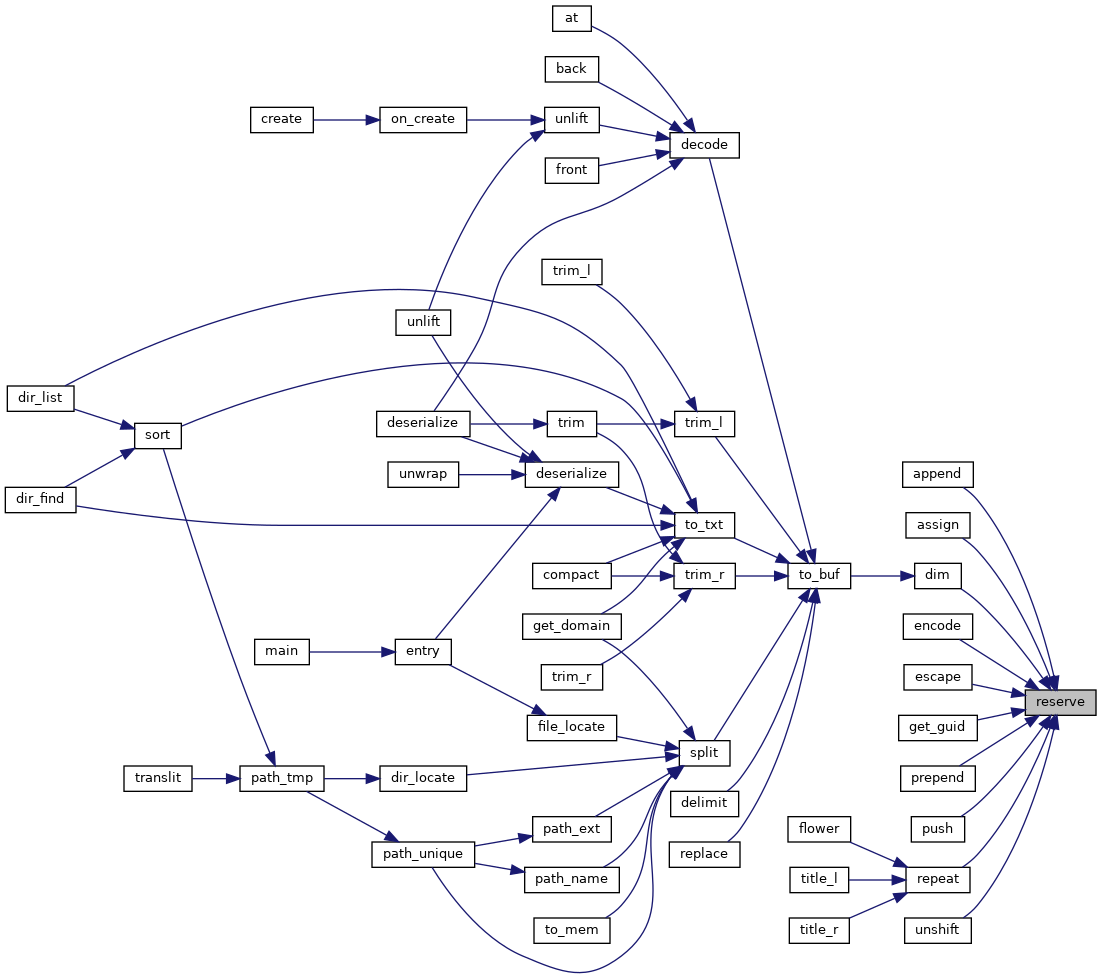 at
back
create
on_create
unlift
decode
front
trim_l
unlift
dir_list
sort
deserialize
trim
trim_l
dir_find
unwrap
deserialize
to_txt
append
assign
compact
trim_r
to_buf
dim
get_domain
encode
main
entry
trim_r
escape
reserve
file_locate
get_guid
split
translit
path_tmp
dir_locate
prepend
delimit
path_ext
flower
push
path_unique
replace
path_name
title_l
repeat
to_mem
title_r
unshift